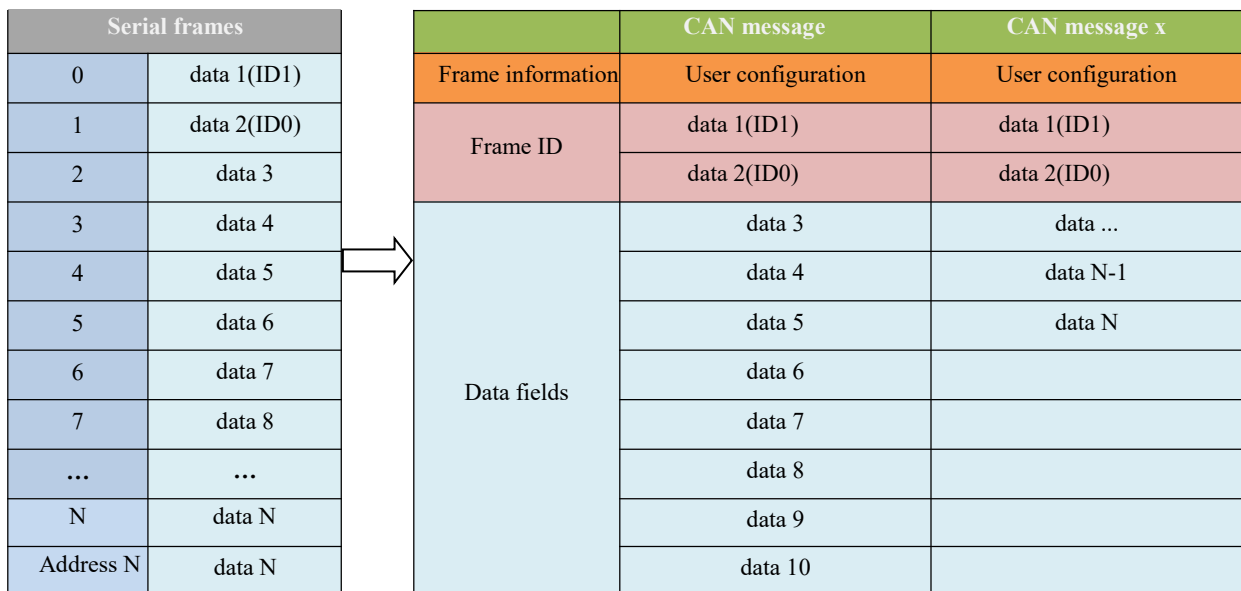 Serial frames
0 data 1(ID1)
1 data 2(ID0)
2 data 3
3 data 4
4 data 5
5 data 6
6 data 7
7 data 8
... ...
N data N
Address N data N
CAN message CAN message x
Frame information User configuration User configuration
Frame ID
data 1(ID1) data 1(ID1)
data 2(ID0) data 2(ID0)
Data fields
data 3 data ...
data 4 data N-1
data 5 data N
data 6
data 7
data 8
data 9
data 10